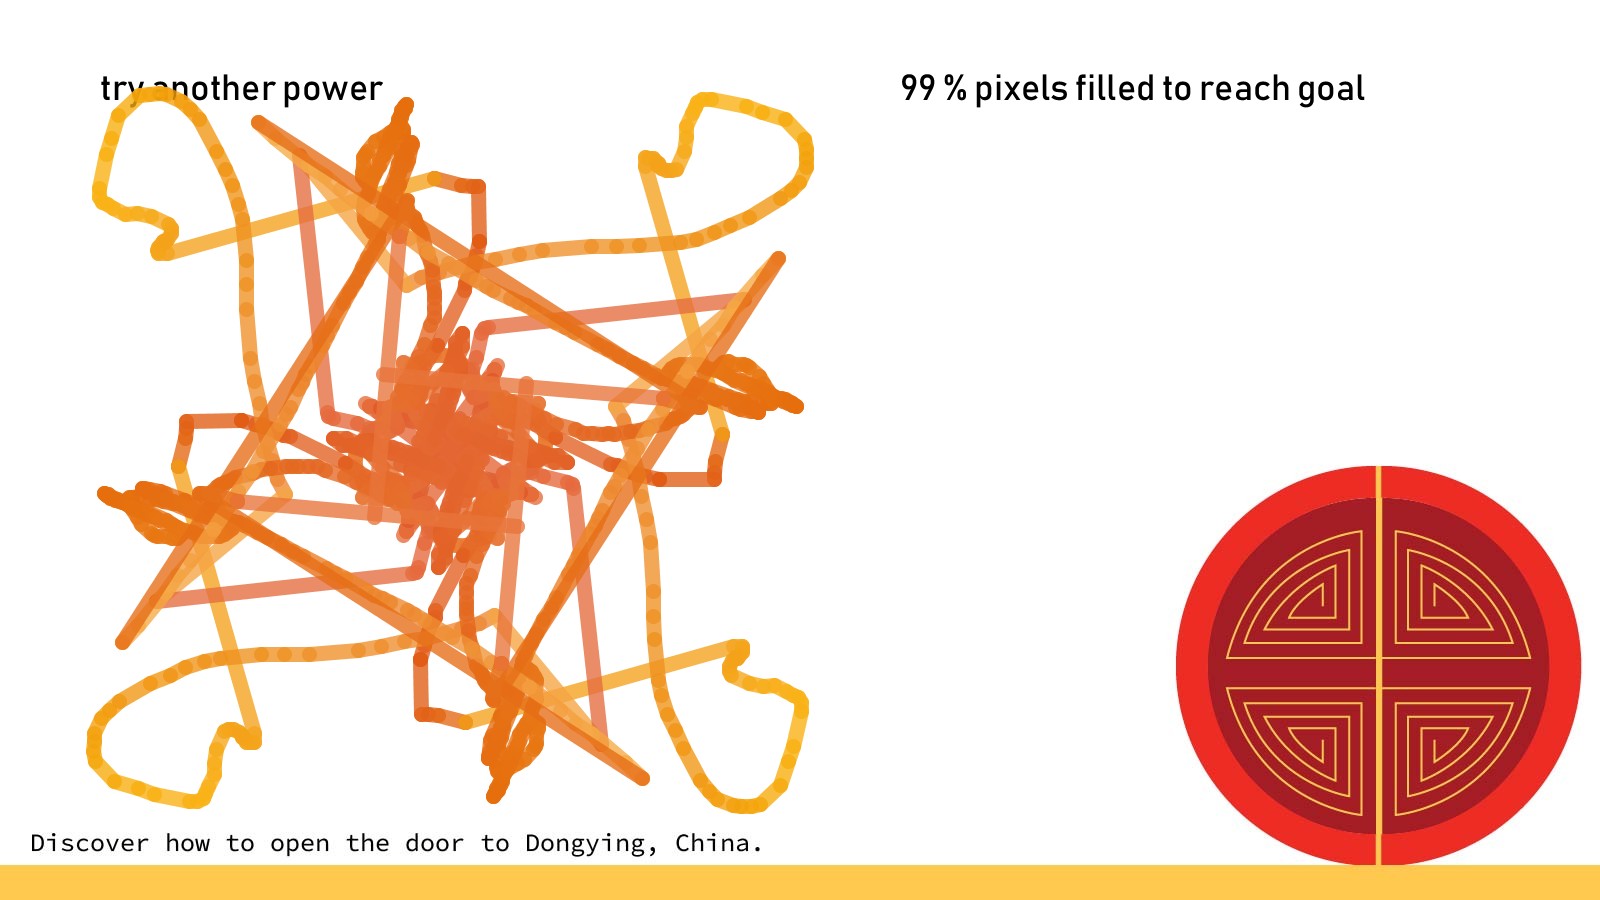 try another power
99 % pixels filled to reach goal
Discover how to open the door to Dongying, China.